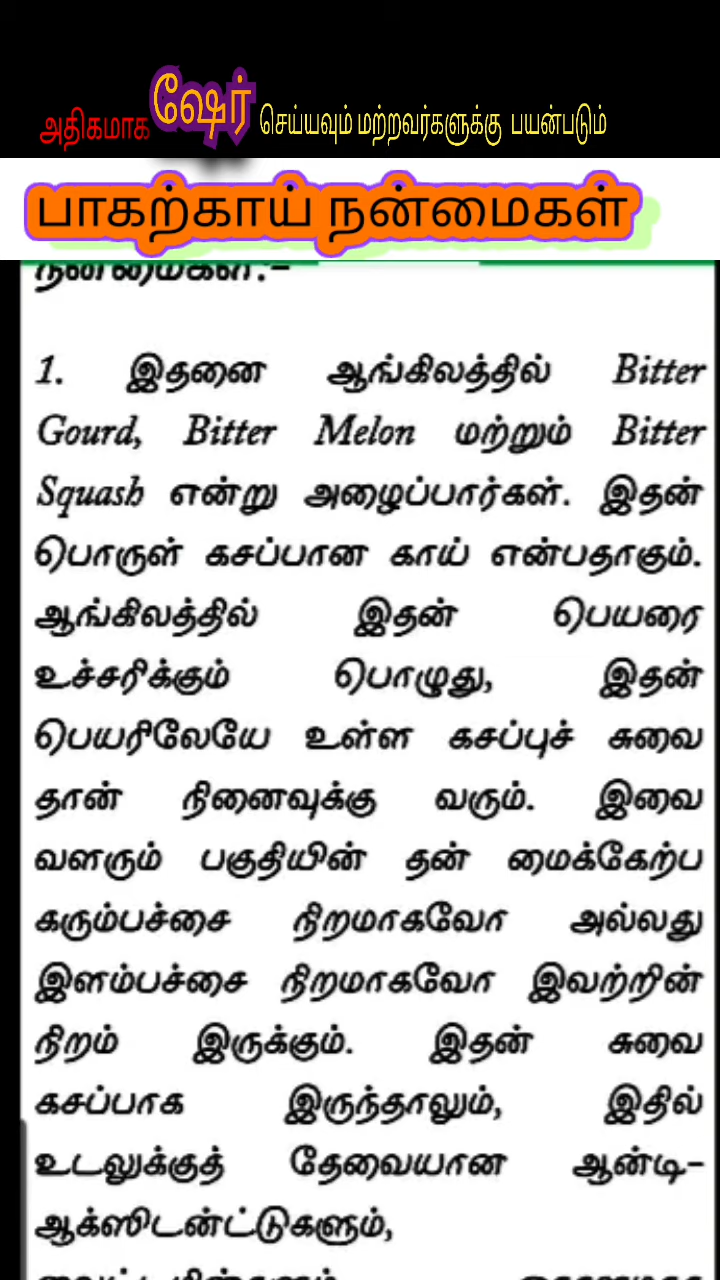 அதிகமாக ஷேர் செய்யவும் மற்றவர்களுக்கு பயன்படும்
பாகற்காய் நன்மைகள்
நன்மைகள்:-
1. இதனை ஆங்கிலத்தில் Bitter
Gourd, Bitter Melon மற்றும் Bitter
Squash என்று அழைப்பார்கள். இதன்
பொருள் கசப்பான காய் என்பதாகும்.
ஆங்கிலத்தில் இதன் பெயரை
உச்சரிக்கும் பொழுது, இதன்
பெயரிலேயே உள்ள கசப்புச் சுவை
தான் நினைவுக்கு வரும். இவை
வளரும் பகுதியின் தன் மைக்கேற்ப
கரும்பச்சை நிறமாகவோ அல்லது
இளம்பச்சை நிறமாகவோ இவற்றின்
நிறம் இருக்கும். இதன் சுவை
கசப்பாக இருந்தாலும், இதில்
உடலுக்குத் தேவையான ஆன்டி-
ஆக்ஸிடன்ட்டுகளும்,